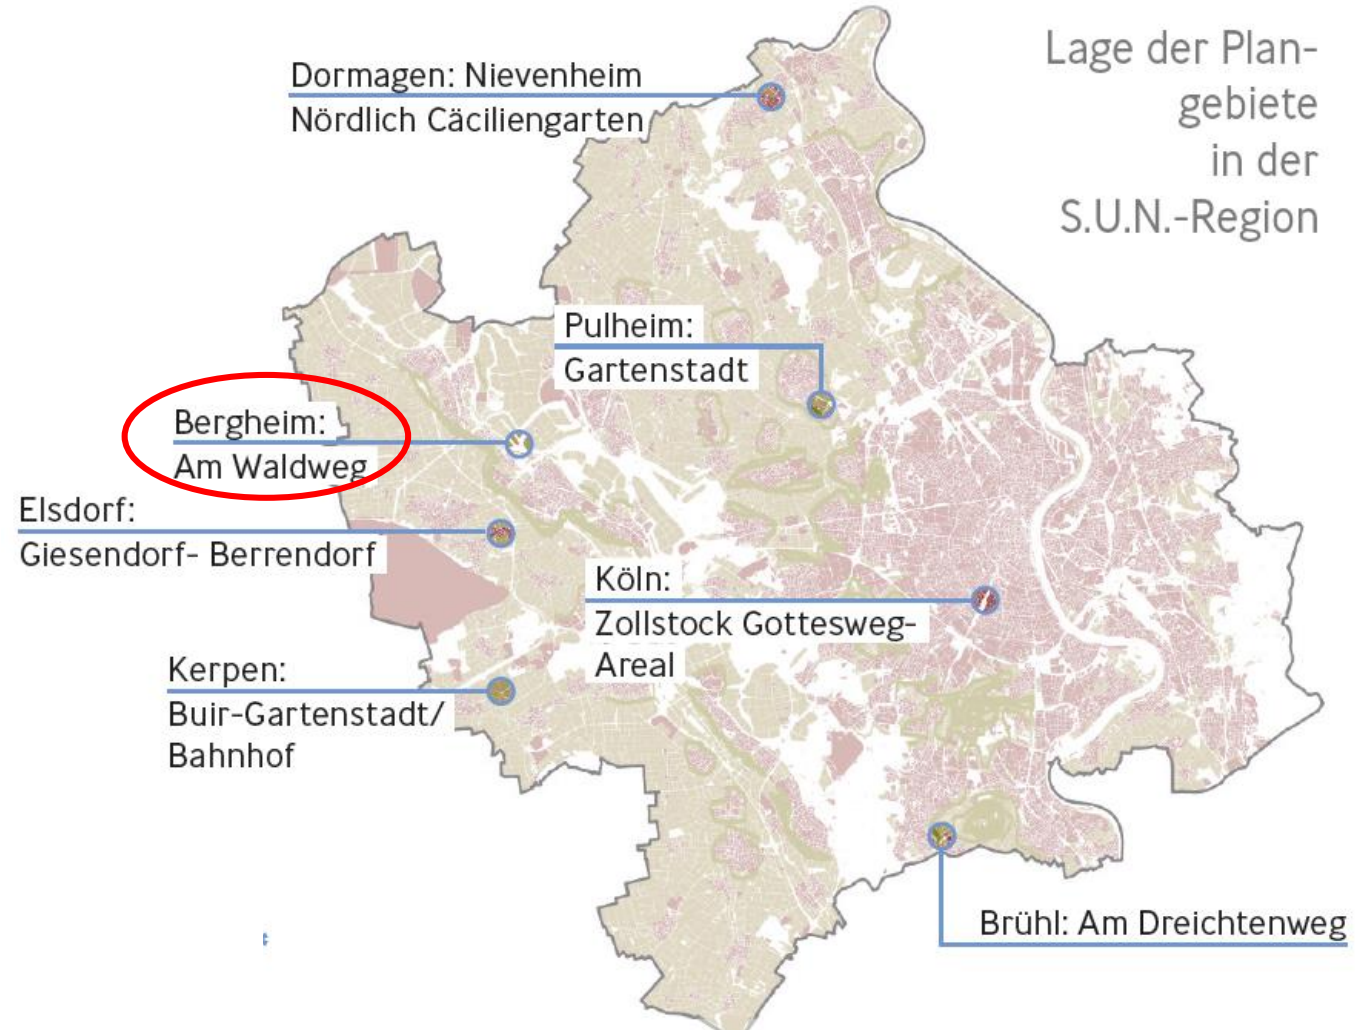 Lage der Plan-
gebiete
in der
S.U.N.-Region
Dormagen: Nievenheim
Nördlich Cäciliengarten
Pulheim:
Gartenstadt
Bergheim:
Am Waldweg
Elsdorf:
Giesendorf- Berrendorf
Köln:
Zollstock Gottesweg-
Areal
Kerpen:
Buir-Gartenstadt/
Bahnhof
Brühl: Am Dreichtenweg